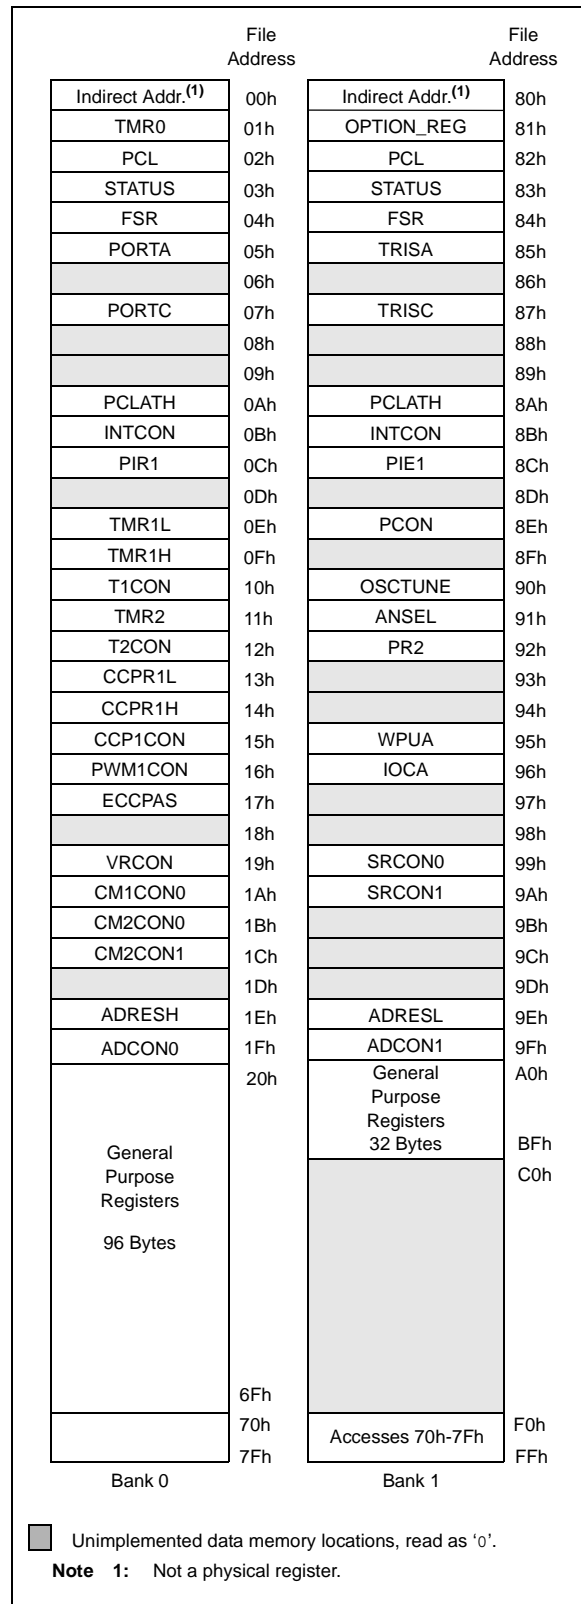 File Address File Address
Indirect Addr.(1) 00h Indirect Addr.(1) 80h
TMR0 01h OPTION_REG 81h
PCL 02h PCL 82h
STATUS 03h STATUS 83h
FSR 04h FSR 84h
PORTA 05h TRISA 85h
06h 86h
PORTC 07h TRISC 87h
08h 88h
09h 89h
PCLATH 0Ah PCLATH 8Ah
INTCON 0Bh INTCON 8Bh
PIR1 0Ch PIE1 8Ch
0Dh 8Dh
TMR1L 0Eh PCON 8Eh
TMR1H 0Fh 8Fh
T1CON 10h OSCTUNE 90h
TMR2 11h ANSEL 91h
T2CON 12h PR2 92h
CCPR1L 13h 93h
CCPR1H 14h 94h
CCP1CON 15h WPUA 95h
PWM1CON 16h IOCA 96h
ECCPAS 17h 97h
18h 98h
VRCON 19h SRCON0 99h
CM1CON0 1Ah SRCON1 9Ah
CM2CON0 1Bh 9Bh
CM2CON1 1Ch 9Ch
1Dh 9Dh
ADRESH 1Eh ADRESL 9Eh
ADCON0 1Fh ADCON1 9Fh
20h General A0h
Purpose
Registers
32 Bytes BFh
General
Purpose C0h
Registers
96 Bytes
6Fh
70h Accesses 70h-7Fh F0h
7Fh FFh
Bank 0 Bank 1
Unimplemented data memory locations, read as ‘0’.
Note 1: Not a physical register.